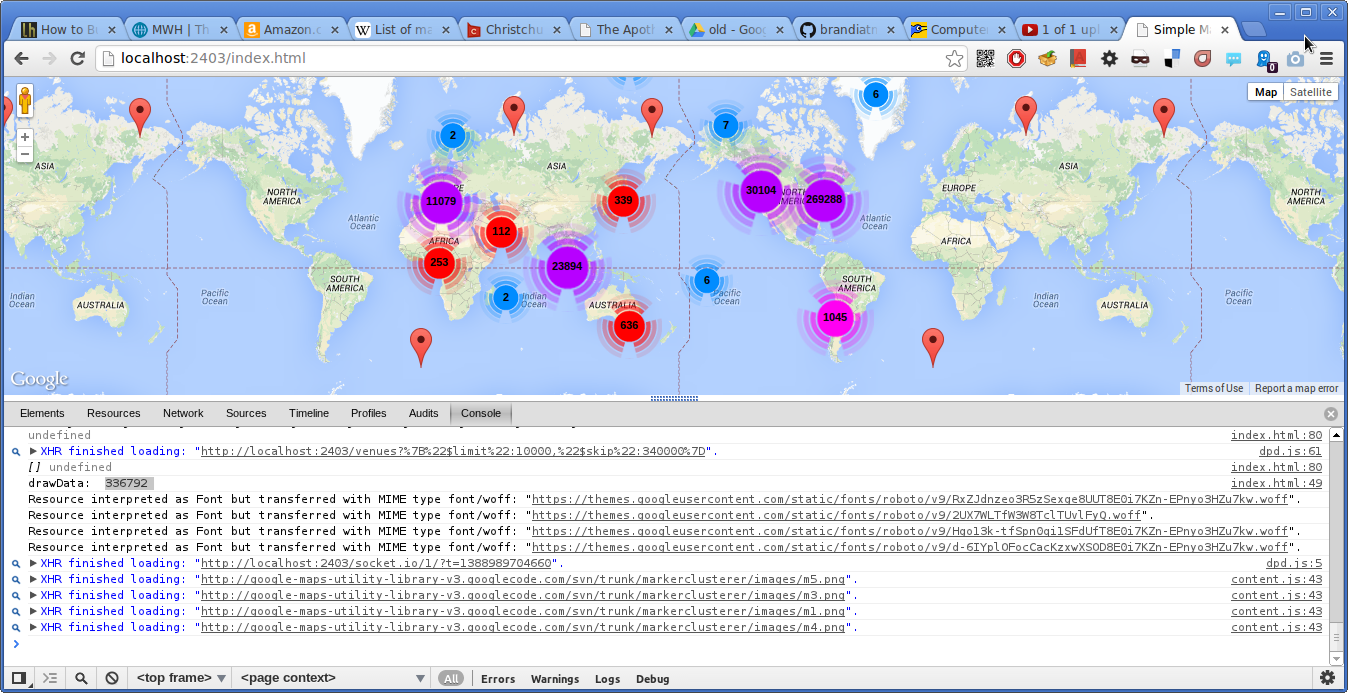 How to B
MWH | Th
Amazon.c
List of ma
Christchu
The Apoth
old - Goog
brandiatm
Compute
1 of 1 upl
Simple M
localhost:2403/index.html
0
Map
Satellite
6
2
7
ASIA
ASIA
ASIA
EUROPE
NORTH AMERICA
NORTH AMERICA
30104
NORTH
269288
11079
339
112
Atlantic Ocean
Atlantic Ocean
AFRICA
AFRICA
253
23894
2
6
Indian Ocean
Indian
Indian Ocean
Pacific Ocean
Pacific Ocean
Pacific Ocean
SOUTH AMERICA
SOUTH AMERICA
AUSTRALIA
AUSTRALIA
AUSTRALIA
636
1045
Google
Terms of Use
Report a map error
Elements Resources Network Sources Timeline Profiles Audits Console
undefined index.html:80
XHR finished loading: "http://localhost:2403/venues?%7B%22$limit%22:10000,%22$skip%22:340000%7D". dpd.js:61
[] undefined index.html:80
drawData: 336792 index.html:49
Resource interpreted as Font but transferred with MIME type font/woff: "https://themes.googleusercontent.com/static/fonts/roboto/v9/RxZJdnzeo3R5zSexge8UUT8E0i7KZn-EPnyo3HZu7kw.woff".
Resource interpreted as Font but transferred with MIME type font/woff: "https://themes.googleusercontent.com/static/fonts/roboto/v9/2UX7WLTfW3W8TclTUvlFyQ.woff".
Resource interpreted as Font but transferred with MIME type font/woff: "https://themes.googleusercontent.com/static/fonts/roboto/v9/Hgo13k-tfSpn0qi1SFdUfT8E0i7KZn-EPnyo3HZu7kw.woff".
Resource interpreted as Font but transferred with MIME type font/woff: "https://themes.googleusercontent.com/static/fonts/roboto/v9/d-6IYplOFocCacKzxwXSOD8E0i7KZn-EPnyo3HZu7kw.woff".
XHR finished loading: "http://localhost:2403/socket.io/1/?t=1388989704660". dpd.js:5
XHR finished loading: "http://google-maps-utility-library-v3.googlecode.com/svn/trunk/markerclusterer/images/m5.png". content.js:43
XHR finished loading: "http://google-maps-utility-library-v3.googlecode.com/svn/trunk/markerclusterer/images/m3.png". content.js:43
XHR finished loading: "http://google-maps-utility-library-v3.googlecode.com/svn/trunk/markerclusterer/images/m1.png". content.js:43
XHR finished loading: "http://google-maps-utility-library-v3.googlecode.com/svn/trunk/markerclusterer/images/m4.png". content.js:43
<top frame> <page context> All Errors Warnings Logs Debug